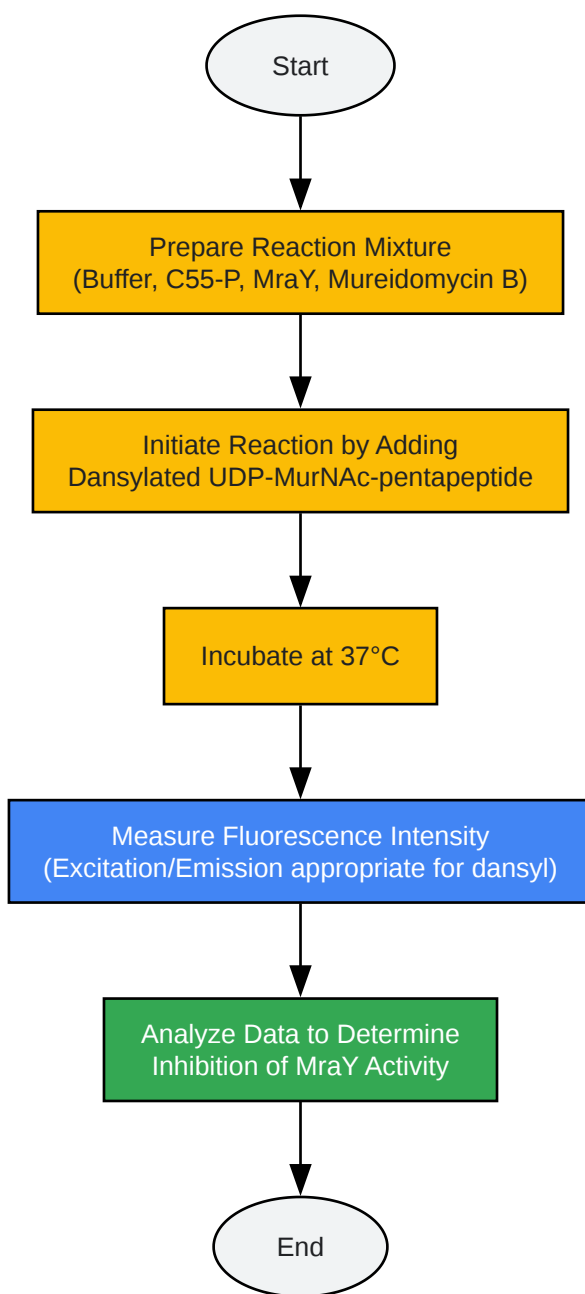 Start
Prepare Reaction Mixture
(Buffer, C55-P, MraY, Mureidomycin B)
Initiate Reaction by Adding
Dansylated UDP-MurNAc-pentapeptide
Incubate at 37°C
Measure Fluorescence Intensity
(Excitation/Emission appropriate for dansyl)
Analyze Data to Determine
Inhibition of MraY Activity
End